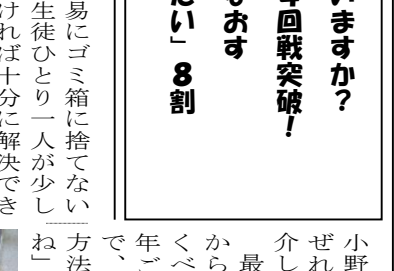 いますか？
回戦突破！
なおす
たい」８割
易にゴミ箱に捨てない
生徒ひとり一人が少し
ければ十分に解決でき
小野
ぜれ
介し
最
から
くべ
年ご
で、
方法
ね」